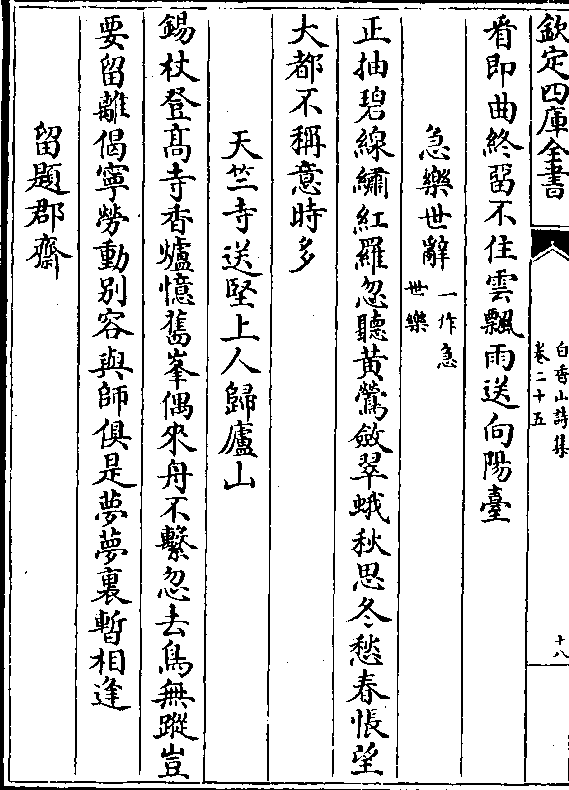 欽定四庫全書
白香山詩集
卷二十五
十八
看即曲終留不住雲飄雨送向陽臺
急樂世辭一作急
世樂
正抽碧線繡紅羅忽聽黃鶯斂翠蛾秋思冬愁春悵望
大都不稱意時多
天竺寺送堅上人歸廬山
錫杖登髙寺香爐憶舊峯偶來舟不繫忽去鳥無蹤豈
要留離偈寧勞動別容與師俱是夢夢裏暫相逢
留題郡齋